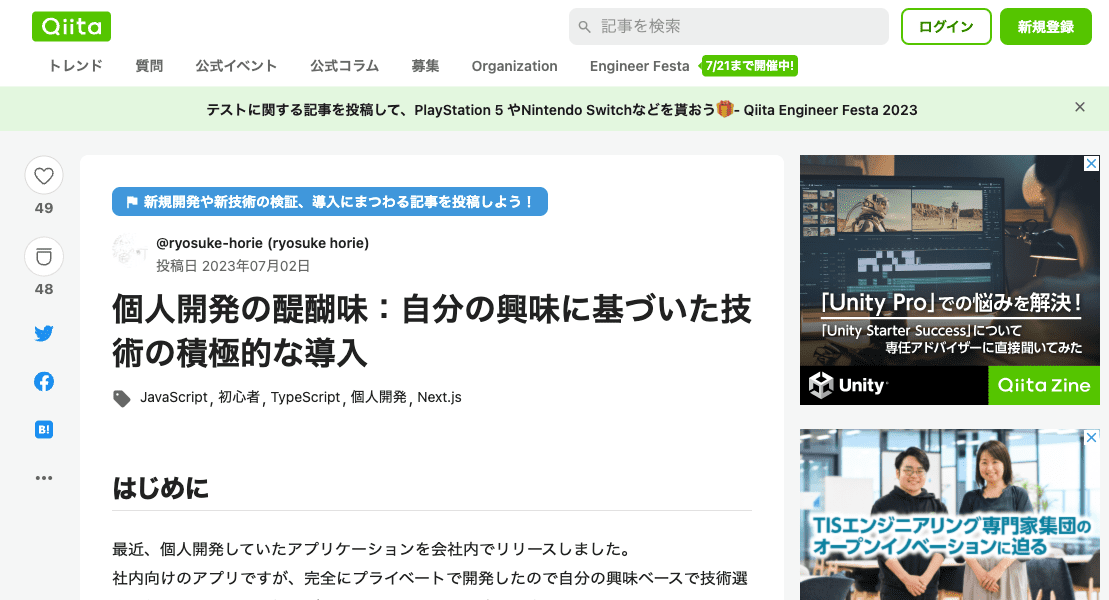 Qiita
記事を検索
ログイン
新規登録
トレンド
質問
公式イベント
公式コラム
募集
Organization
Engineer Festa
7/21まで開催中!
テストに関する記事を投稿して、PlayStation 5 やNintendo Switchなどを貰おう🎁- Qiita Engineer Festa 2023
49
48
B!
新規開発や新技術の検証、導入にまつわる記事を投稿しよう！
@ryosuke-horie (ryosuke horie)
投稿日 2023年07月02日
個人開発の醍醐味：自分の興味に基づいた技
術の積極的な導入
JavaScript, 初心者, TypeScript, 個人開発, Next.js
はじめに
最近、個人開発していたアプリケーションを会社内でリリースしました。
社内向けのアプリですが、完全にプライベートで開発したので自分の興味ベースで技術選
「Unity Pro」での悩みを解決！
「Unity Starter Success」について
専任アドバイザーに直接聞いてみた
Unity
Qiita Zine
TISエンジニアリング専門家集団の
オープンイノベーションに迫る